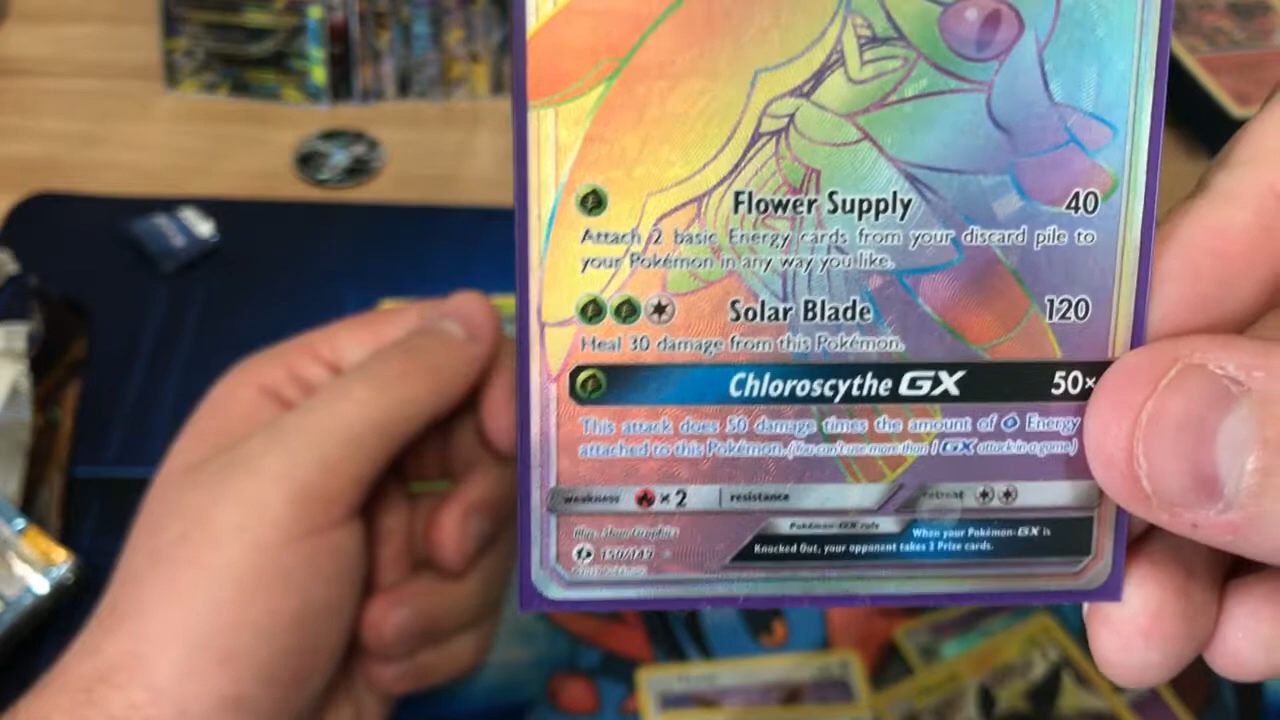 Flower Supply 40
Attach 2 basic Energy cards from your discard pile to
your Pokémon in any way you like.
Solar Blade 120
Heal 30 damage from this Pokémon.
Chloroscythe GX 50×
This attack does 50 damage times the amount of Energy
attached to this Pokémon. (You can't use more than 1 GX attack in a game.)
weakness ×2 resistance retreat
Pokémon-GX rule When your Pokémon-GX is
Knocked Out, your opponent takes 2 Prize cards.
150/149